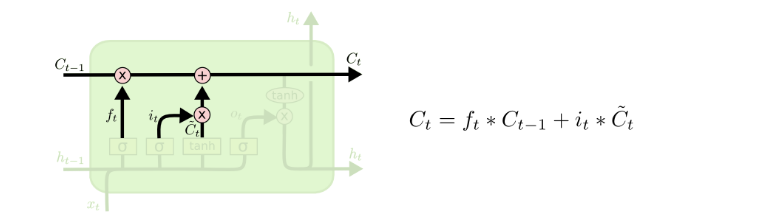 h_t
C_{t-1} × + C_t
tanh
f_t i_t × C̃_t o_t ×
C_t = f_t * C_{t-1} + i_t * C̃_t
σ σ tanh σ
h_{t-1} h_t
x_t